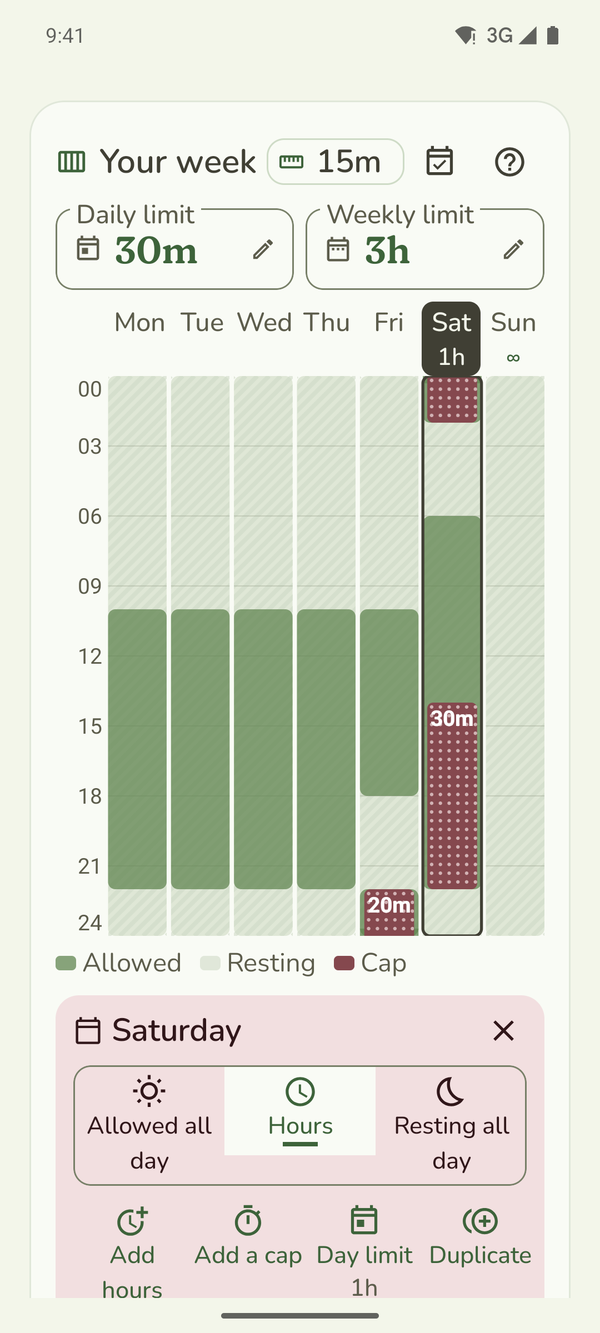 9:41
3G
Your week
15m
Daily limit
Weekly limit
30m
3h
Mon Tue Wed Thu Fri Sat Sun
1h ∞
00
03
06
09
12
15
18
21
24
30m
20m
Allowed Resting Cap
Saturday
Allowed all day
Hours
Resting all day
Add hours
Add a cap
Day limit
1h
Duplicate